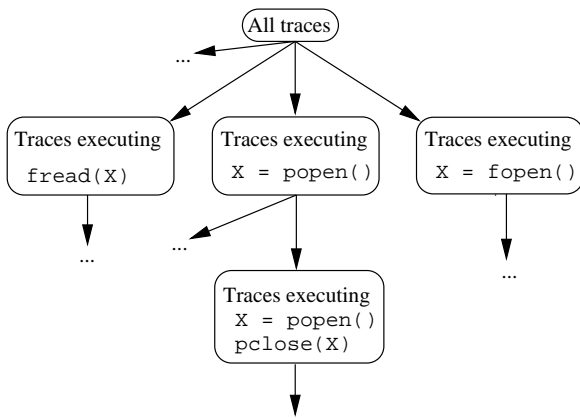 All traces
...
Traces executing
fread(X)
Traces executing
X = popen()
Traces executing
X = fopen()
...
...
...
Traces executing
X = popen()
pclose(X)